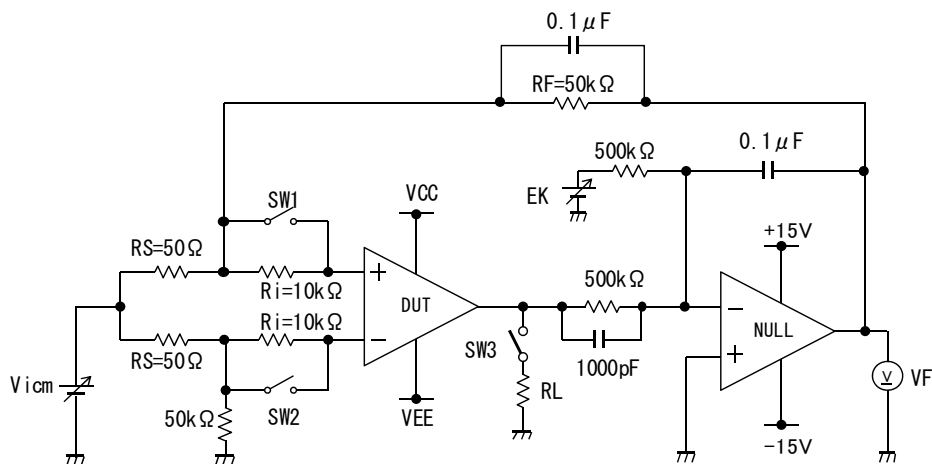 0.1μF
RF=50kΩ
0.1μF
500kΩ
EK
SW1
VCC
+15V
RS=50Ω
Ri=10kΩ
500kΩ
+
−
DUT
NULL
Ri=10kΩ
−
+
RS=50Ω
SW3
1000pF
Vicm
V
VF
SW2
VEE
RL
50kΩ
−15V